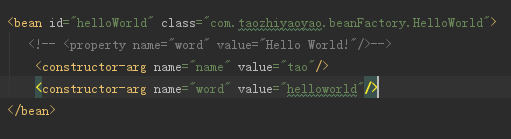 <bean id="helloWorld" class="com.taozhiyaoyao.beanFactory.HelloWorld">
<!-- <property name="word" value="Hello World!"/>-->
<constructor-arg name="name" value="tao"/>
<constructor-arg name="word" value="helloworld"/>
</bean>